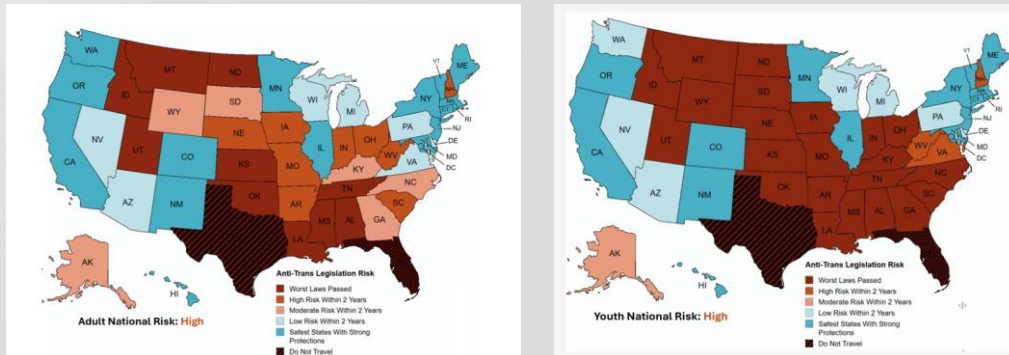 WA
MT
ND
VT
ME
OR
ID
MN
NY
SD
WI
MI
WY
RI
NE
IA
PA
NJ
NV
IL
IN
OH
DE
UT
CO
MD
WV
VA
DC
CA
KS
MO
KY
NC
TN
AZ
NM
OK
AR
SC
MS
AL
GA
LA
AK
HI
Anti-Trans Legislation Risk
Worst Laws Passed
High Risk Within 2 Years
Moderate Risk Within 2 Years
Low Risk Within 2 Years
Safest States With Strong
Protections
Do Not Travel
Adult National Risk: High
WA
MT
ND
VT
ME
OR
ID
MN
NY
SD
WI
MI
WY
RI
NE
IA
PA
NJ
NV
IL
IN
OH
DE
UT
CO
MD
WV
VA
DC
CA
KS
MO
KY
NC
TN
AZ
NM
OK
AR
SC
MS
AL
GA
LA
AK
HI
Anti-Trans Legislation Risk
Worst Laws Passed
High Risk Within 2 Years
Moderate Risk Within 2 Years
Low Risk Within 2 Years
Safest States With Strong
Protections
Do Not Travel
Youth National Risk: High